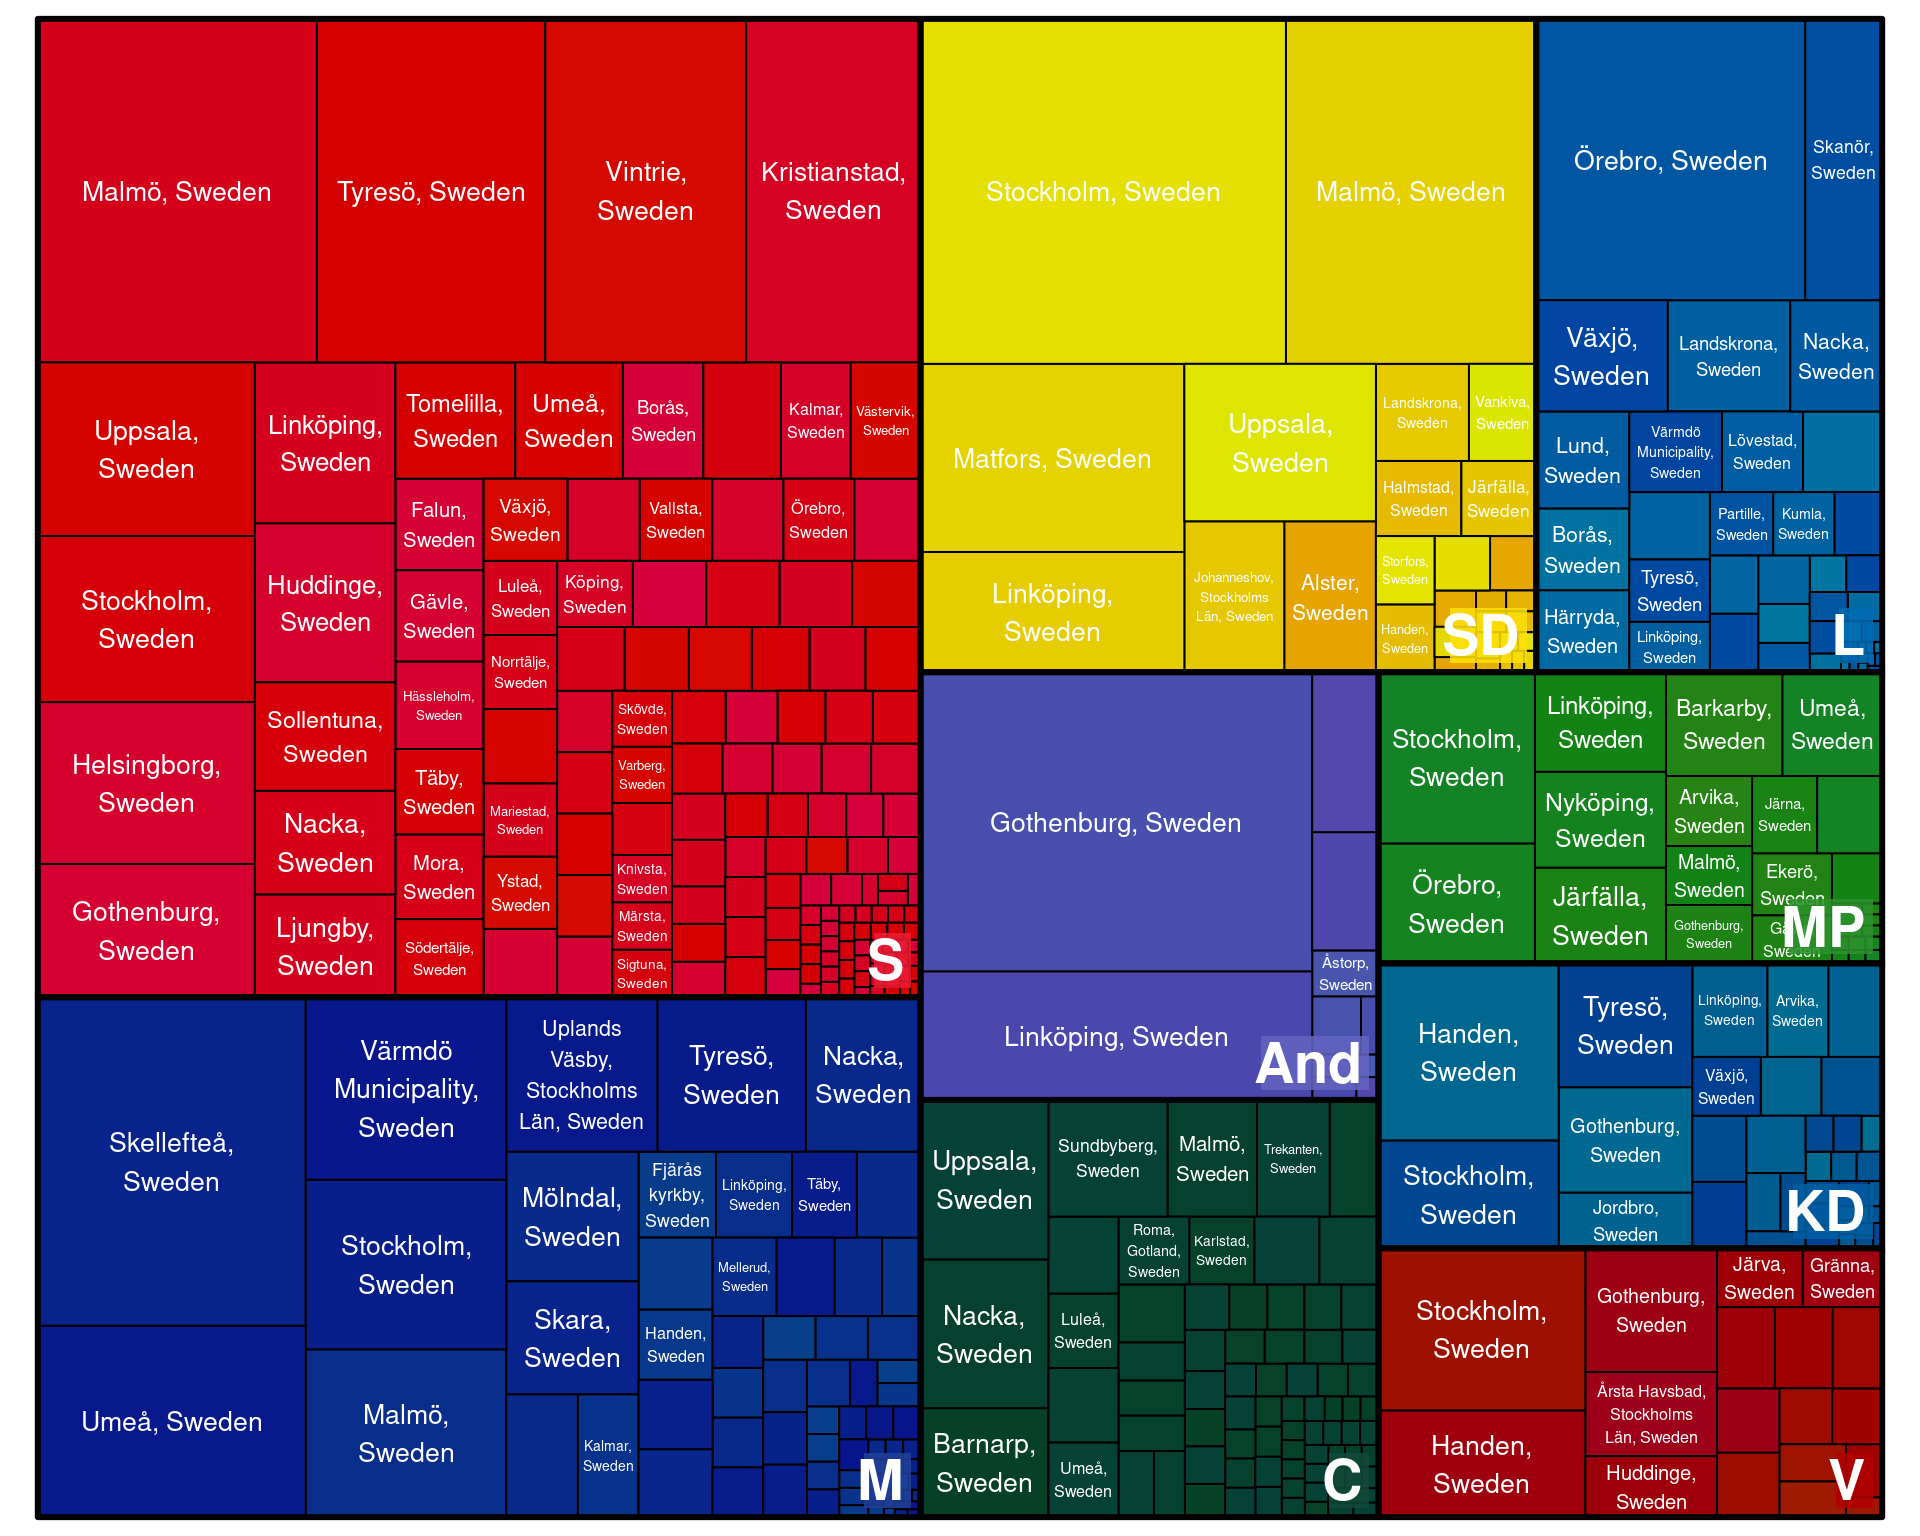 Malmö, Sweden
Tyresö, Sweden
Vintrie,
Sweden
Kristianstad,
Sweden
Uppsala,
Sweden
Stockholm,
Sweden
Helsingborg,
Sweden
Gothenburg,
Sweden
Linköping,
Sweden
Huddinge,
Sweden
Sollentuna,
Sweden
Nacka,
Sweden
Ljungby,
Sweden
Tomelilla,
Sweden
Umeå,
Sweden
Borås,
Sweden
Kalmar,
Sweden
Västervik,
Sweden
Falun,
Sweden
Gävle,
Sweden
Hässleholm,
Sweden
Täby,
Sweden
Mora,
Sweden
Södertälje,
Sweden
Växjö,
Sweden
Vallsta,
Sweden
Örebro,
Sweden
Luleå,
Sweden
Köping,
Sweden
Norrtälje,
Sweden
Mariestad,
Sweden
Ystad,
Sweden
Skövde,
Sweden
Varberg,
Sweden
Knivsta,
Sweden
Märsta,
Sweden
Sigtuna,
Sweden
S
Skellefteå,
Sweden
Umeå, Sweden
Värmdö
Municipality,
Sweden
Stockholm,
Sweden
Malmö,
Sweden
Uplands
Väsby,
Stockholms
Län, Sweden
Tyresö,
Sweden
Nacka,
Sweden
Mölndal,
Sweden
Skara,
Sweden
Kalmar,
Sweden
Fjärås
kyrkby,
Sweden
Linköping,
Sweden
Täby,
Sweden
Mellerud,
Sweden
Handen,
Sweden
M
Stockholm, Sweden
Malmö, Sweden
Matfors, Sweden
Linköping,
Sweden
Uppsala,
Sweden
Johanneshov,
Stockholms
Län, Sweden
Alster,
Sweden
Landskrona,
Sweden
Vankiva,
Sweden
Halmstad,
Sweden
Järfälla,
Sweden
Storfors,
Sweden
Handen,
Sweden
SD
Gothenburg, Sweden
Linköping, Sweden
Åstorp,
Sweden
And
Uppsala,
Sweden
Nacka,
Sweden
Barnarp,
Sweden
Sundbyberg,
Sweden
Malmö,
Sweden
Trekanten,
Sweden
Roma,
Gotland,
Sweden
Karlstad,
Sweden
Luleå,
Sweden
Umeå,
Sweden
C
Örebro, Sweden
Skanör,
Sweden
Växjö,
Sweden
Landskrona,
Sweden
Nacka,
Sweden
Lund,
Sweden
Värmdö
Municipality,
Sweden
Lövestad,
Sweden
Borås,
Sweden
Partille,
Sweden
Kumla,
Sweden
Tyresö,
Sweden
Härryda,
Sweden
Linköping,
Sweden
L
Stockholm,
Sweden
Örebro,
Sweden
Linköping,
Sweden
Nyköping,
Sweden
Järfälla,
Sweden
Barkarby,
Sweden
Umeå,
Sweden
Arvika,
Sweden
Järna,
Sweden
Malmö,
Sweden
Gothenburg,
Sweden
Ekerö,
Sweden
MP
Handen,
Sweden
Stockholm,
Sweden
Tyresö,
Sweden
Gothenburg,
Sweden
Jordbro,
Sweden
Linköping,
Sweden
Arvika,
Sweden
Växjö,
Sweden
KD
Stockholm,
Sweden
Handen,
Sweden
Gothenburg,
Sweden
Årsta Havsbad,
Stockholms
Län, Sweden
Huddinge,
Sweden
Järva,
Sweden
Gränna,
Sweden
V